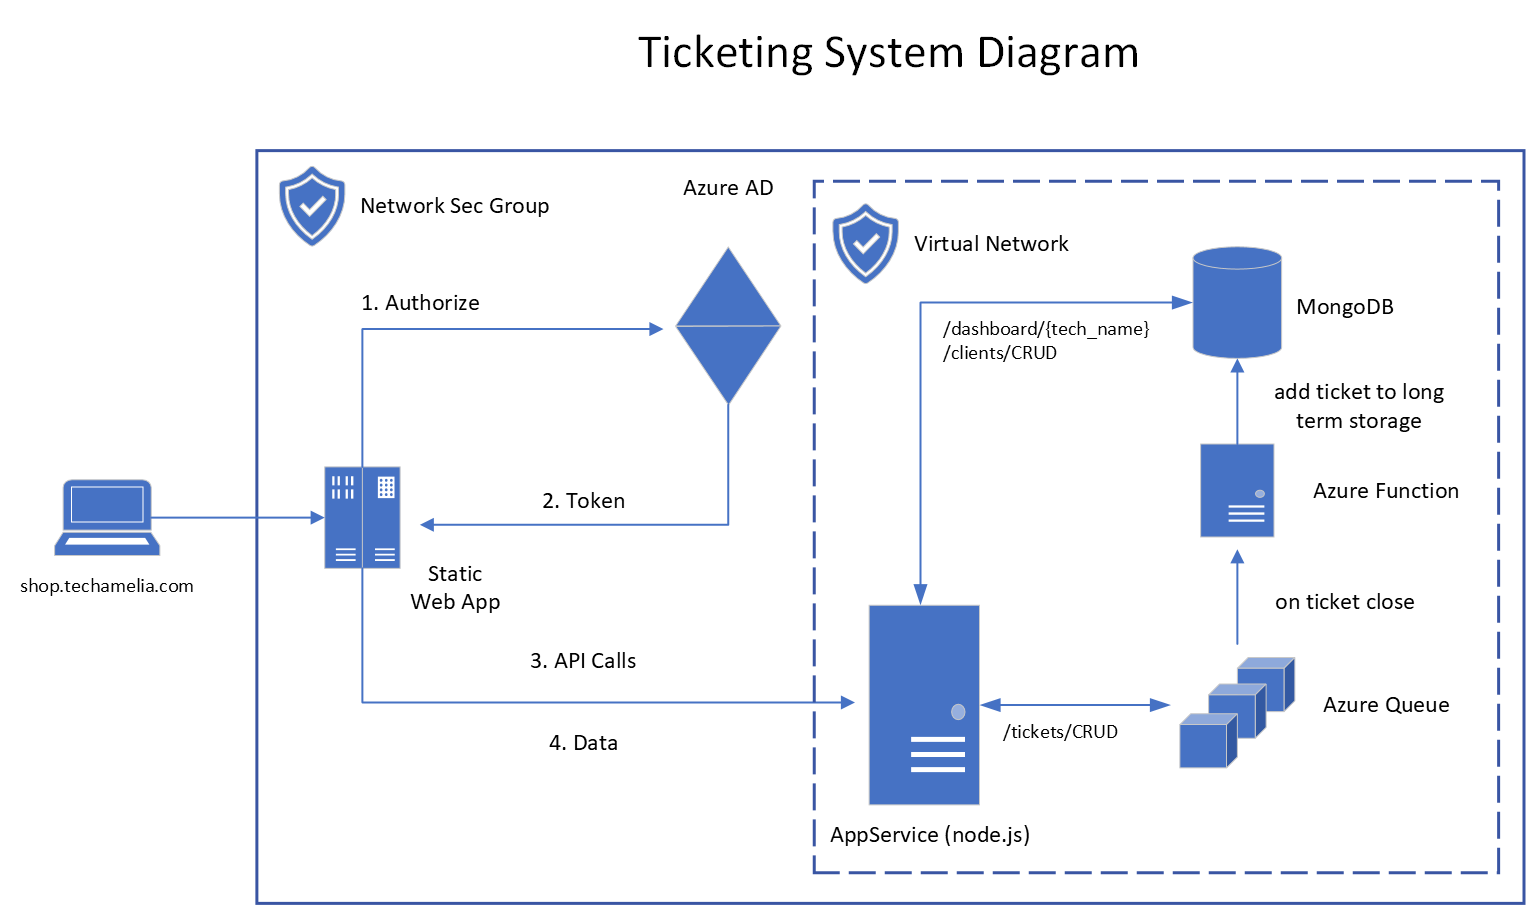 Ticketing System Diagram
Network Sec Group
Azure AD
Virtual Network
1. Authorize
/dashboard/{tech_name}
/clients/CRUD
MongoDB
add ticket to long
term storage
2. Token
Azure Function
shop.techamelia.com
Static
Web App
on ticket close
3. API Calls
Azure Queue
/tickets/CRUD
4. Data
AppService (node.js)